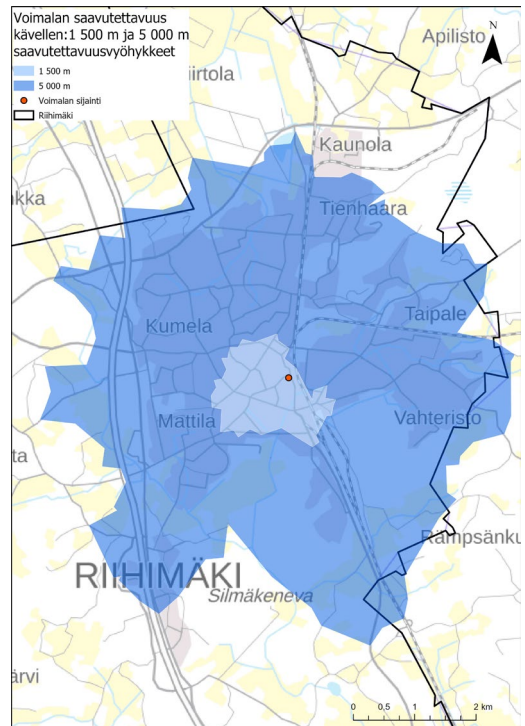 Voimalan saavutettavuus
kävellen:1 500 m ja 5 000 m
saavutettavuusvyöhykkeet
1 500 m
5 000 m
Voimalan sijainti
Riihimäki
N
Apilisto
Kaunola
Tienhaara
Taipale
Kumela
Mattila
Vahteristo
RIIHIMÄKI
Silmäkeneva
0 0,5 1 2 km